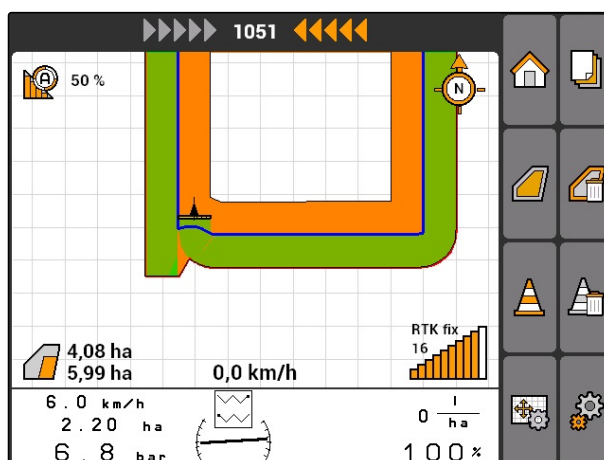 1051
A
50 %
N
RTK fix
16
4,08 ha
5,99 ha
0,0 km/h
6.0 km/h
2.20 ha
6.8 bar
0 l/ha
100 %